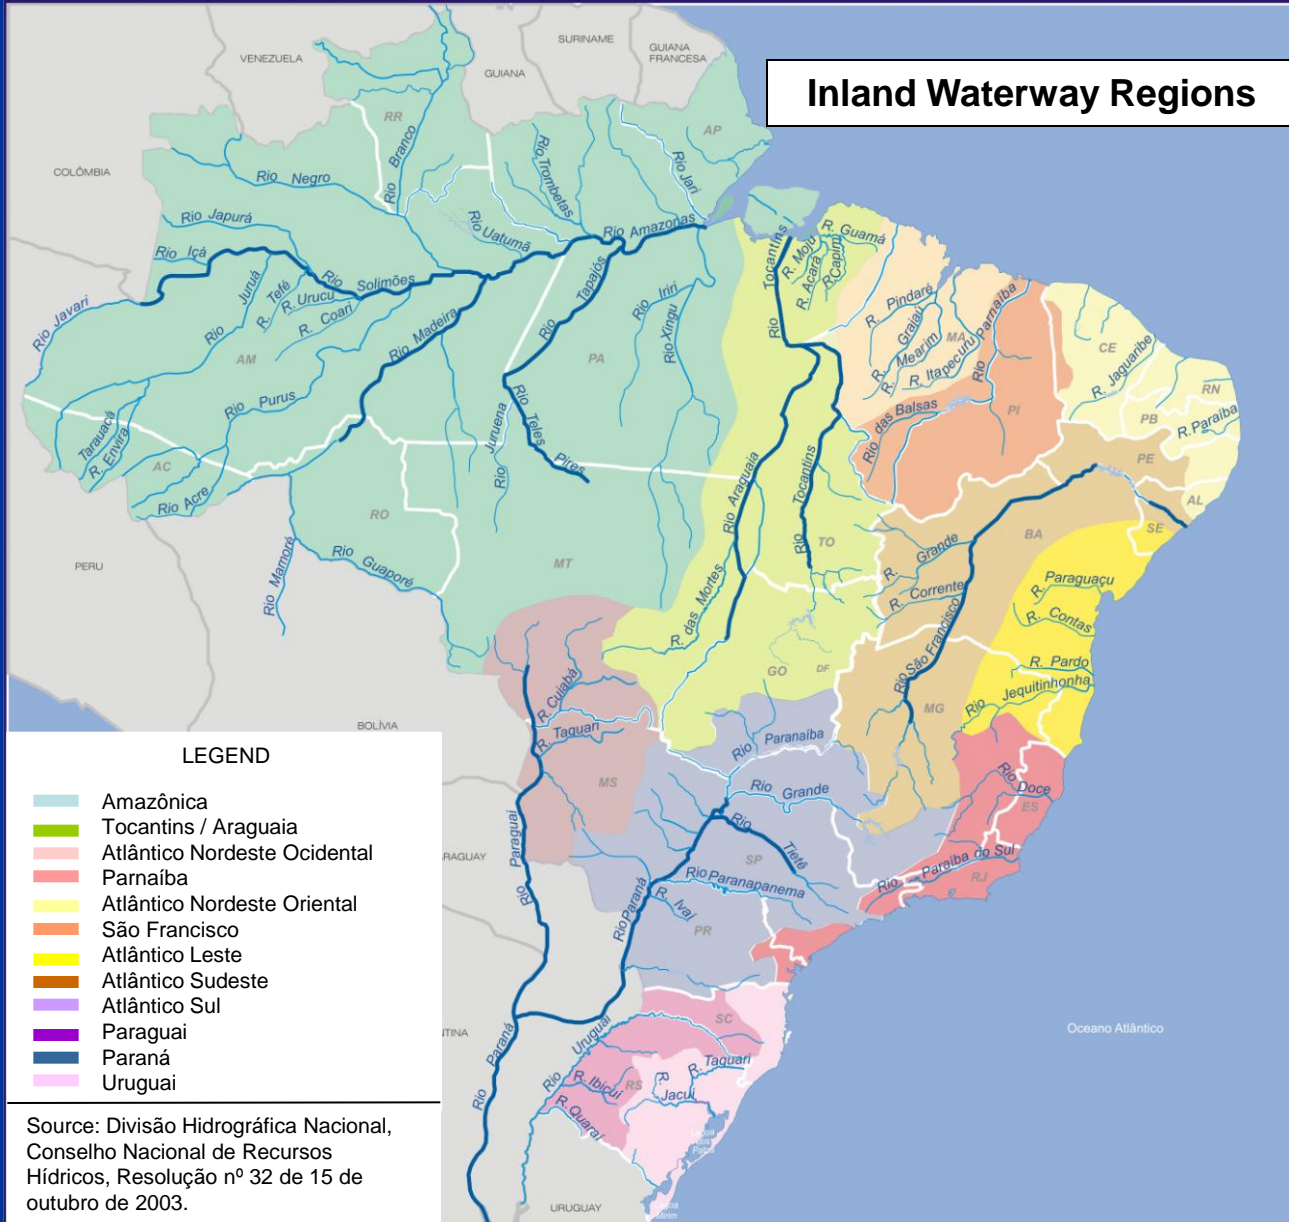 Inland Waterway Regions
VENEZUELA
SURINAME
GUIANA
FRANCESA
GUIANA
COLÔMBIA
RR
AP
Rio Branco
Rio Negro
Rio Trombetas
Rio Jari
Rio Japurá
Rio Uatumã
Rio Amazonas
Rio Içá
Rio Solimões
Rio Javari
Rio Juruá
R. Tefé
R. Urucu
R. Coari
Rio Madeira
Rio Tapajós
Rio Iriri
Rio Xingu
AM
PA
Rio Tocantins
R. Moju
R. Acará
R.Capim
R. Guamá
R. Pindaré
R. Grajaú
R. Mearim
R. Itapecuru
MA
Rio Parnaíba
Rio das Balsas
PI
CE
R. Jaguaribe
RN
PB
R. Paraíba
PE
AL
SE
Rio Purus
Tarauacá
R. Envira
AC
Rio Acre
Rio Juruena
Rio Teles Pires
RO
MT
Rio Mamoré
Rio Guaporé
PERU
Rio Araguaia
Rio Tocantins
TO
R. das Mortes
GO
DF
BA
R. Grande
R. Corrente
Rio São Francisco
R. Paraguaçu
R. Contas
R. Pardo
Rio Jequitinhonha
MG
BOLÍVIA
R. Cuiabá
R. Taquari
MS
Rio Paranaíba
Rio Grande
Rio Doce
ES
Rio Paraguai
ARAGUAY
Rio Tietê
SP
Rio Paraíba do Sul
RJ
Rio Paranapanema
Rio Paraná
R. Ivaí
PR
Oceano Atlântico
NTINA
Rio Paraná
Rio Uruguai
SC
R. Taquari
R. Ibicuí
RS
R. Jacuí
R. Quaraí
Lagoa
dos
Patos
Mirim
URUGUAY
LEGEND
Amazônica
Tocantins / Araguaia
Atlântico Nordeste Ocidental
Parnaíba
Atlântico Nordeste Oriental
São Francisco
Atlântico Leste
Atlântico Sudeste
Atlântico Sul
Paraguai
Paraná
Uruguai
Source: Divisão Hidrográfica Nacional,
Conselho Nacional de Recursos
Hídricos, Resolução nº 32 de 15 de
outubro de 2003.